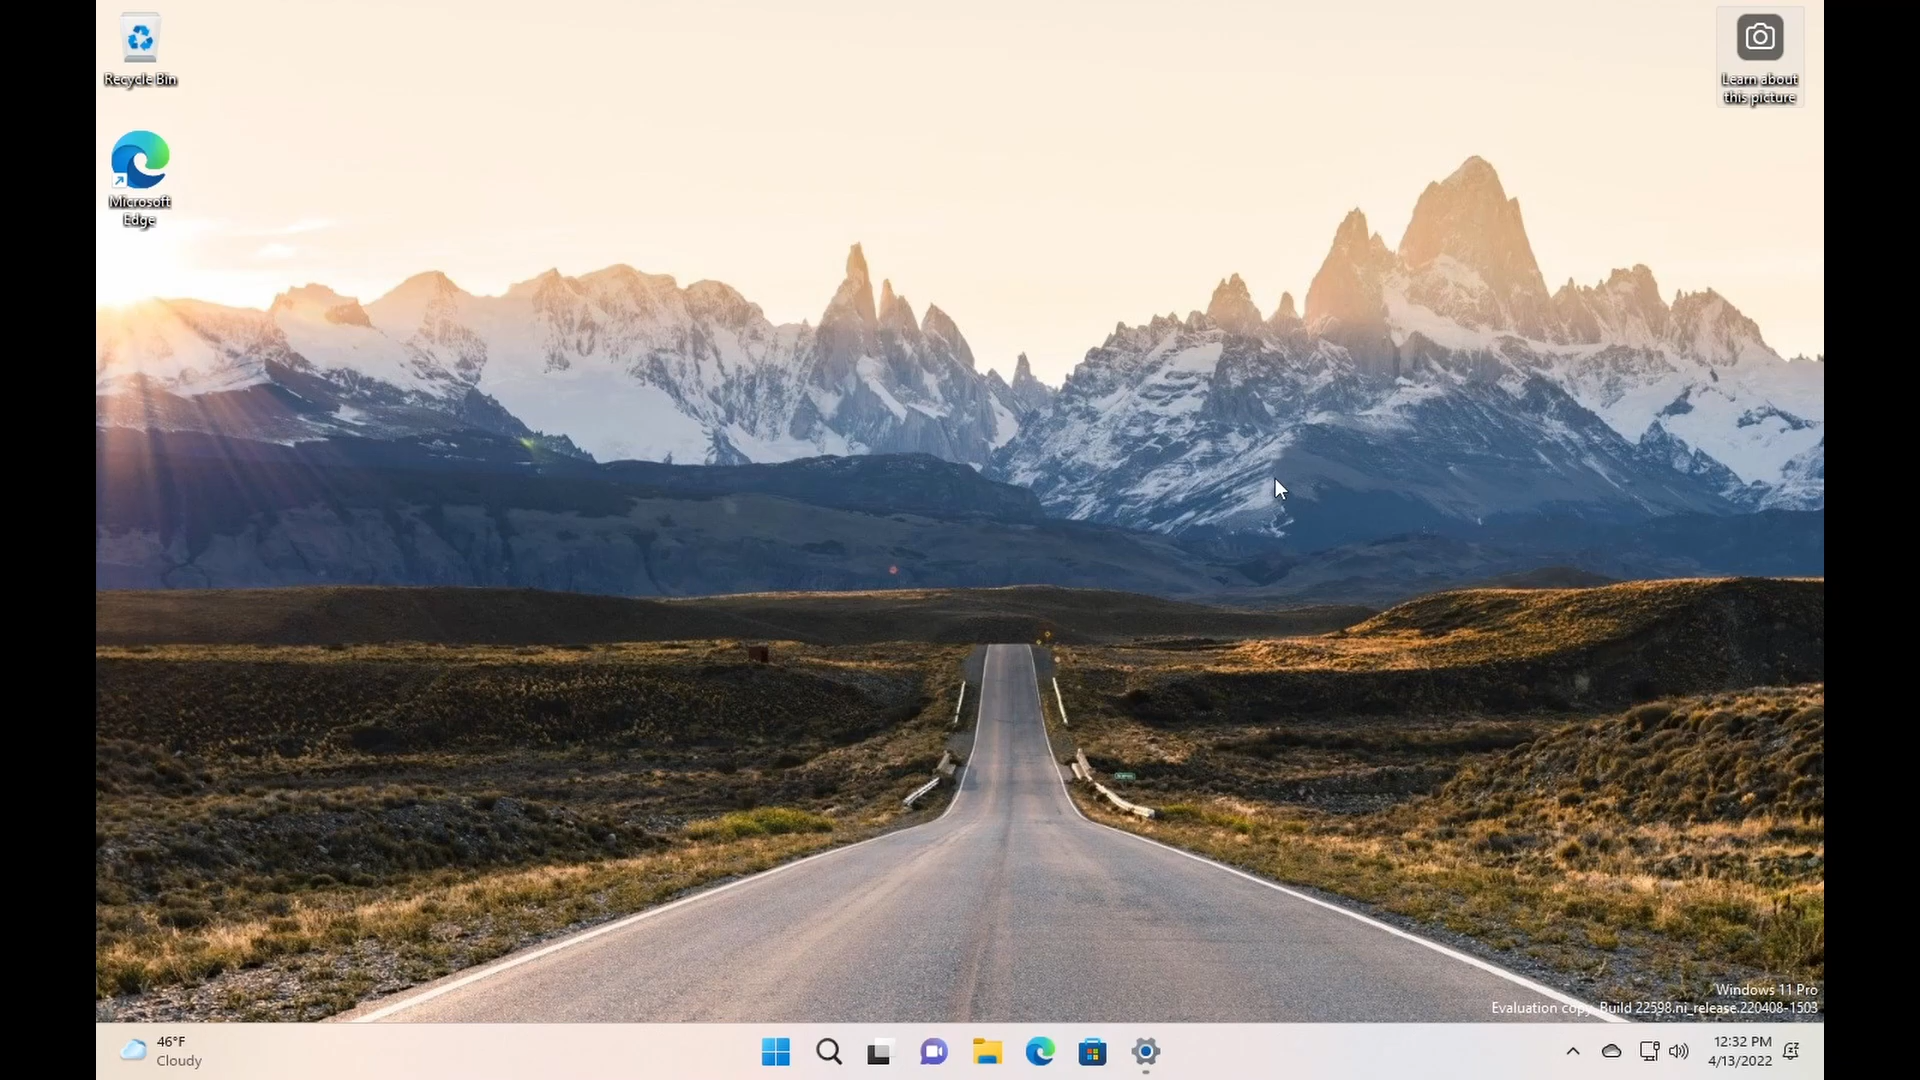 Recycle Bin
Learn about
this picture
Microsoft
Edge
Windows 11 Pro
Evaluation copy. Build 22598.ni_release.220408-1503
46°F
Cloudy
12:32 PM
4/13/2022